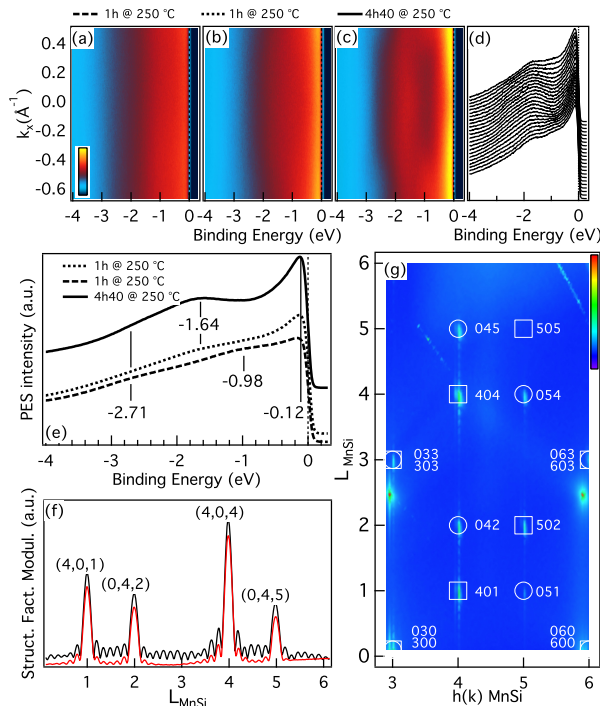 1h @ 250 °C 1h @ 250 °C 4h40 @ 250 °C
(a) (b) (c) (d)
kx(Å-1)
0.4
0.2
0.0
-0.2
-0.4
-0.6
-4 -3 -2 -1 0 -4 -3 -2 -1 0 -4 -3 -2 -1 0 -4 -2 0
Binding Energy (eV) Binding Energy (eV) Binding Energy (eV)
PES intensity (a.u.)
1h @ 250 °C
1h @ 250 °C
4h40 @ 250 °C
-1.64
-0.98
-2.71
-0.12
(e)
-4 -3 -2 -1 0
Binding Energy (eV)
Struct. Fact. Modul. (a.u.)
(f)
(4,0,4)
(4,0,1)
(0,4,2)
(0,4,5)
1 2 3 4 5 6
LMnSi
(g)
LMnSi
6
5
4
3
2
1
0
045 505
404 054
033 063
303 603
042 502
401 051
030 060
300 600
3 4 5 6
h(k) MnSi